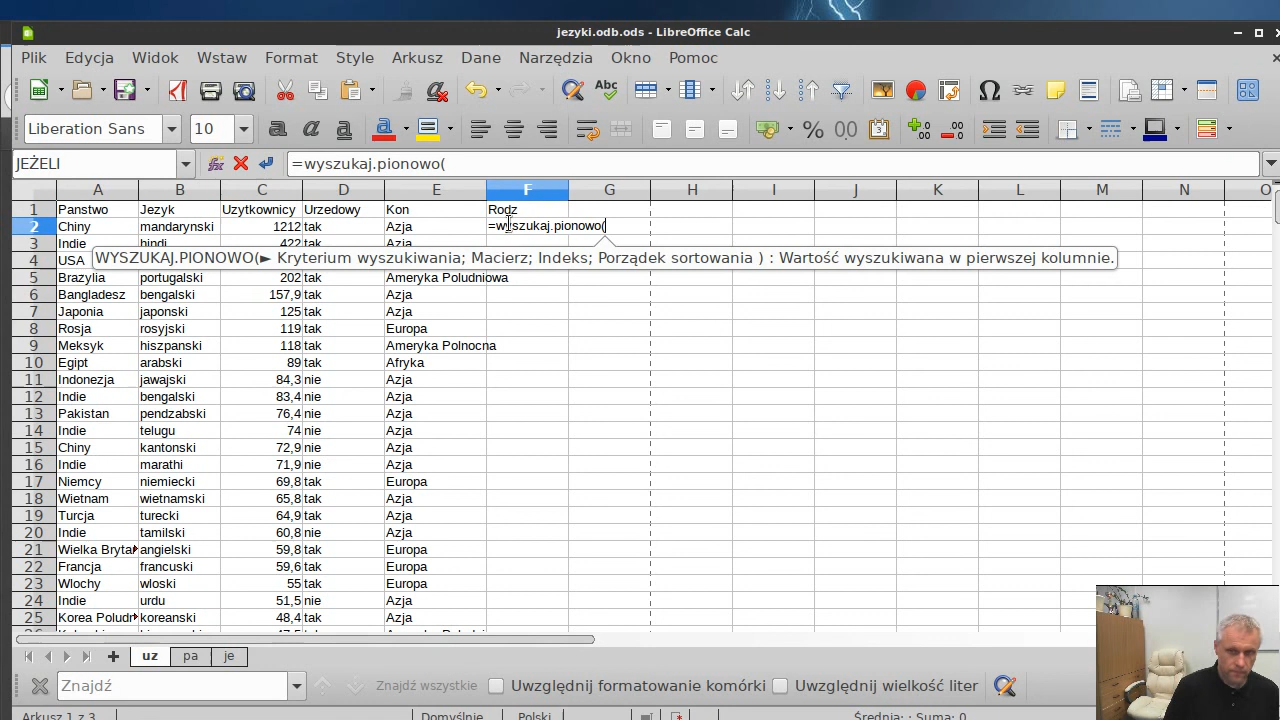 jezyki.odb.ods - LibreOffice Calc
Plik Edycja Widok Wstaw Format Style Arkusz Dane Narzędzia Okno Pomoc
Abc
Liberation Sans 10 a a a a % 00
JEŻELI =wyszukaj.pionowo(
A B C D E F G H I J K L M N O
1 Panstwo Jezyk Uzytkownicy Urzedowy Kon Rodz
2 Chiny mandarynski 1212 tak Azja =wyszukaj.pionowo(
3 Indie hindi 422 tak Azja
4 USA WYSZUKAJ.PIONOWO(► Kryterium wyszukiwania; Macierz; Indeks; Porządek sortowania ) : Wartość wyszukiwana w pierwszej kolumnie.
5 Brazylia portugalski 202 tak Ameryka Poludniowa
6 Bangladesz bengalski 157,9 tak Azja
7 Japonia japonski 125 tak Azja
8 Rosja rosyjski 119 tak Europa
9 Meksyk hiszpanski 118 tak Ameryka Polnocna
10 Egipt arabski 89 tak Afryka
11 Indonezja jawajski 84,3 nie Azja
12 Indie bengalski 83,4 nie Azja
13 Pakistan pendzabski 76,4 nie Azja
14 Indie telugu 74 nie Azja
15 Chiny kantonski 72,9 nie Azja
16 Indie marathi 71,9 nie Azja
17 Niemcy niemiecki 69,8 tak Europa
18 Wietnam wietnamski 65,8 tak Azja
19 Turcja turecki 64,9 tak Azja
20 Indie tamilski 60,8 nie Azja
21 Wielka Bryta angielski 59,8 tak Europa
22 Francja francuski 59,6 tak Europa
23 Wlochy wloski 55 tak Europa
24 Indie urdu 51,5 nie Azja
25 Korea Poludn koreanski 48,4 tak Azja
uz pa je
Znajdź Znajdź wszystkie Uwzględnij formatowanie komórki Uwzględnij wielkość liter
Arkusz 1 z 3 Domyślnie Polski Średnia: ; Suma: 0